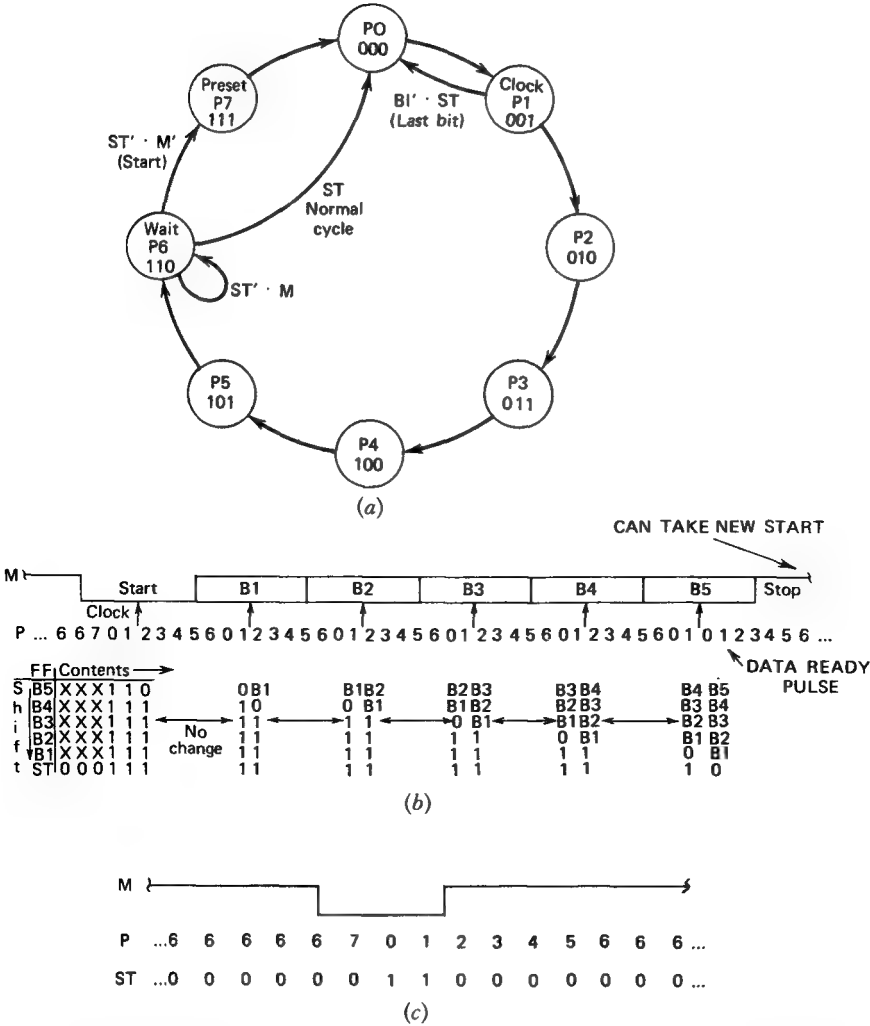 PO
000
Clock
P1
001
BI' · ST
(Last bit)
Preset
P7
111
ST' · M'
(Start)
ST
Normal
cycle
Wait
P6
110
ST' · M
P2
010
P5
101
P3
011
P4
100
(a)
CAN TAKE NEW START
M
Start B1 B2 B3 B4 B5 Stop
Clock
P ... 6 6 7 0 1 2 3 4 5 6 0 1 2 3 4 5 6 0 1 2 3 4 5 6 0 1 2 3 4 5 6 0 1 2 3 4 5 6 0 1 0 1 2 3 4 5 6 ...
DATA READY
PULSE
FF Contents
Shift
B5 X X X 1 1 0 0 B1 B1 B2 B2 B3 B3 B4 B4 B5
B4 X X X 1 1 1 1 0 0 B1 B1 B2 B2 B3 B3 B4
B3 X X X 1 1 1 No 1 1 1 1 0 B1 B1 B2 B2 B3
change
B2 X X X 1 1 1 1 1 1 1 1 1 0 B1 B1 B2
B1 X X X 1 1 1 1 1 1 1 1 1 1 1 0 B1
ST 0 0 0 1 1 1 1 1 1 1 1 1 1 1 1 0
(b)
M
P ...6 6 6 6 6 7 0 1 2 3 4 5 6 6 6 ...
ST ...0 0 0 0 0 0 1 1 0 0 0 0 0 0 0 ...
(c)